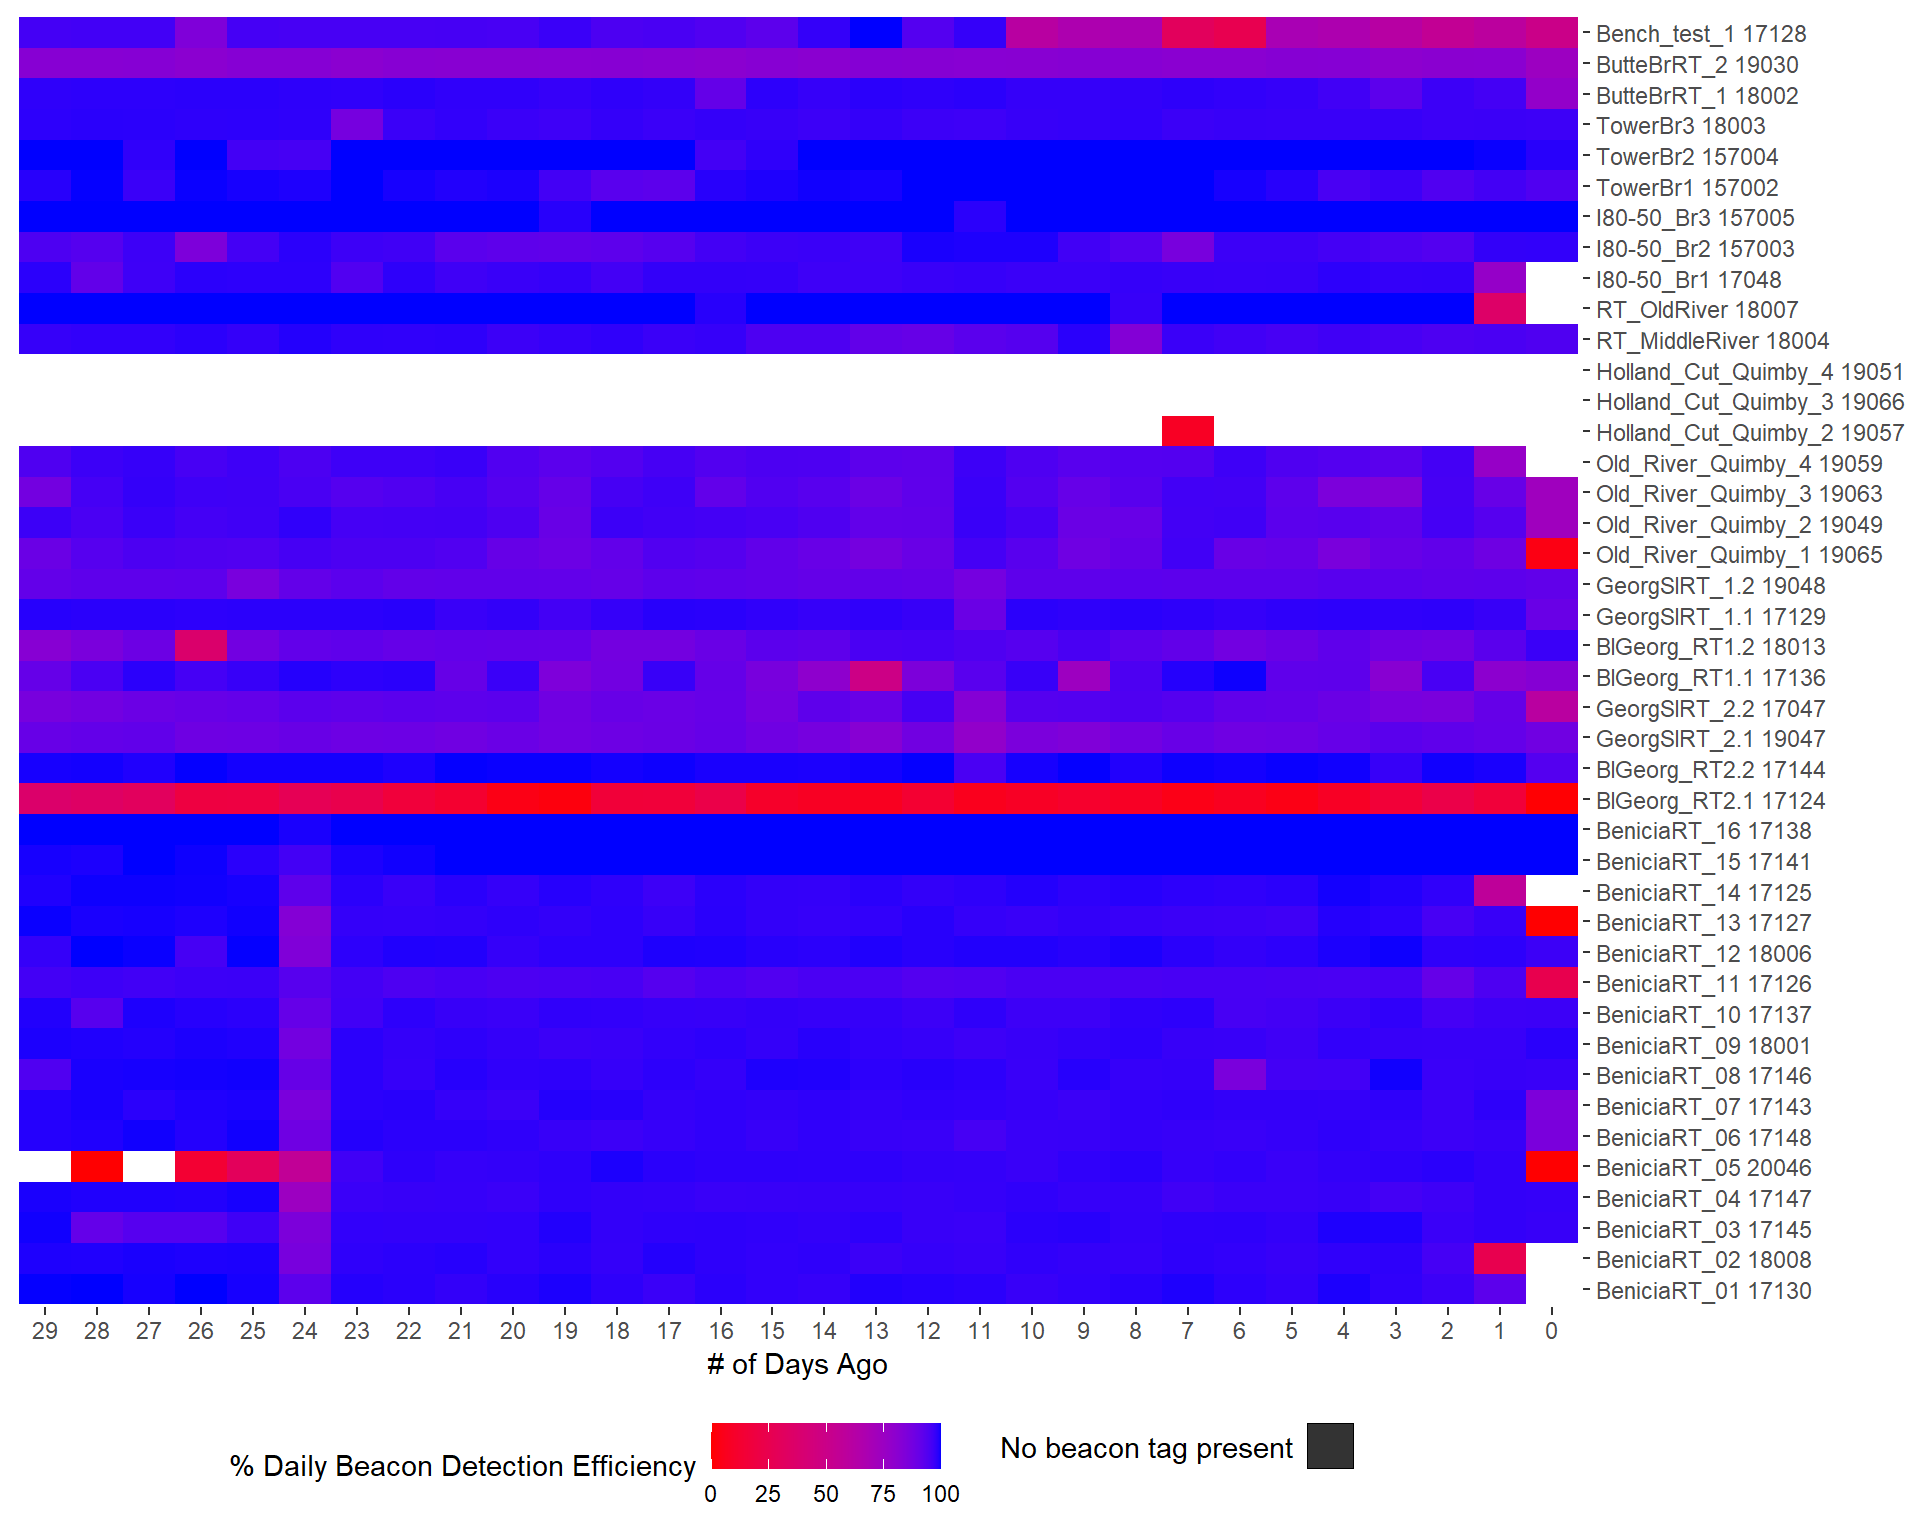 Bench_test_1 17128
ButteBrRT_2 19030
ButteBrRT_1 18002
TowerBr3 18003
TowerBr2 157004
TowerBr1 157002
I80-50_Br3 157005
I80-50_Br2 157003
I80-50_Br1 17048
RT_OldRiver 18007
RT_MiddleRiver 18004
Holland_Cut_Quimby_4 19051
Holland_Cut_Quimby_3 19066
Holland_Cut_Quimby_2 19057
Old_River_Quimby_4 19059
Old_River_Quimby_3 19063
Old_River_Quimby_2 19049
Old_River_Quimby_1 19065
GeorgSlRT_1.2 19048
GeorgSlRT_1.1 17129
BlGeorg_RT1.2 18013
BlGeorg_RT1.1 17136
GeorgSlRT_2.2 17047
GeorgSlRT_2.1 19047
BlGeorg_RT2.2 17144
BlGeorg_RT2.1 17124
BeniciaRT_16 17138
BeniciaRT_15 17141
BeniciaRT_14 17125
BeniciaRT_13 17127
BeniciaRT_12 18006
BeniciaRT_11 17126
BeniciaRT_10 17137
BeniciaRT_09 18001
BeniciaRT_08 17146
BeniciaRT_07 17143
BeniciaRT_06 17148
BeniciaRT_05 20046
BeniciaRT_04 17147
BeniciaRT_03 17145
BeniciaRT_02 18008
BeniciaRT_01 17130
29 28 27 26 25 24 23 22 21 20 19 18 17 16 15 14 13 12 11 10 9 8 7 6 5 4 3 2 1 0
# of Days Ago
% Daily Beacon Detection Efficiency
0 25 50 75 100
No beacon tag present